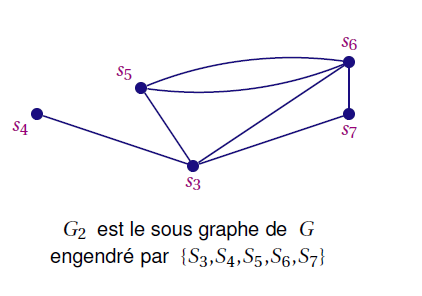 s6
s5
s4
s7
s3
G2 est le sous graphe de G
engendré par {S3,S4,S5,S6,S7}